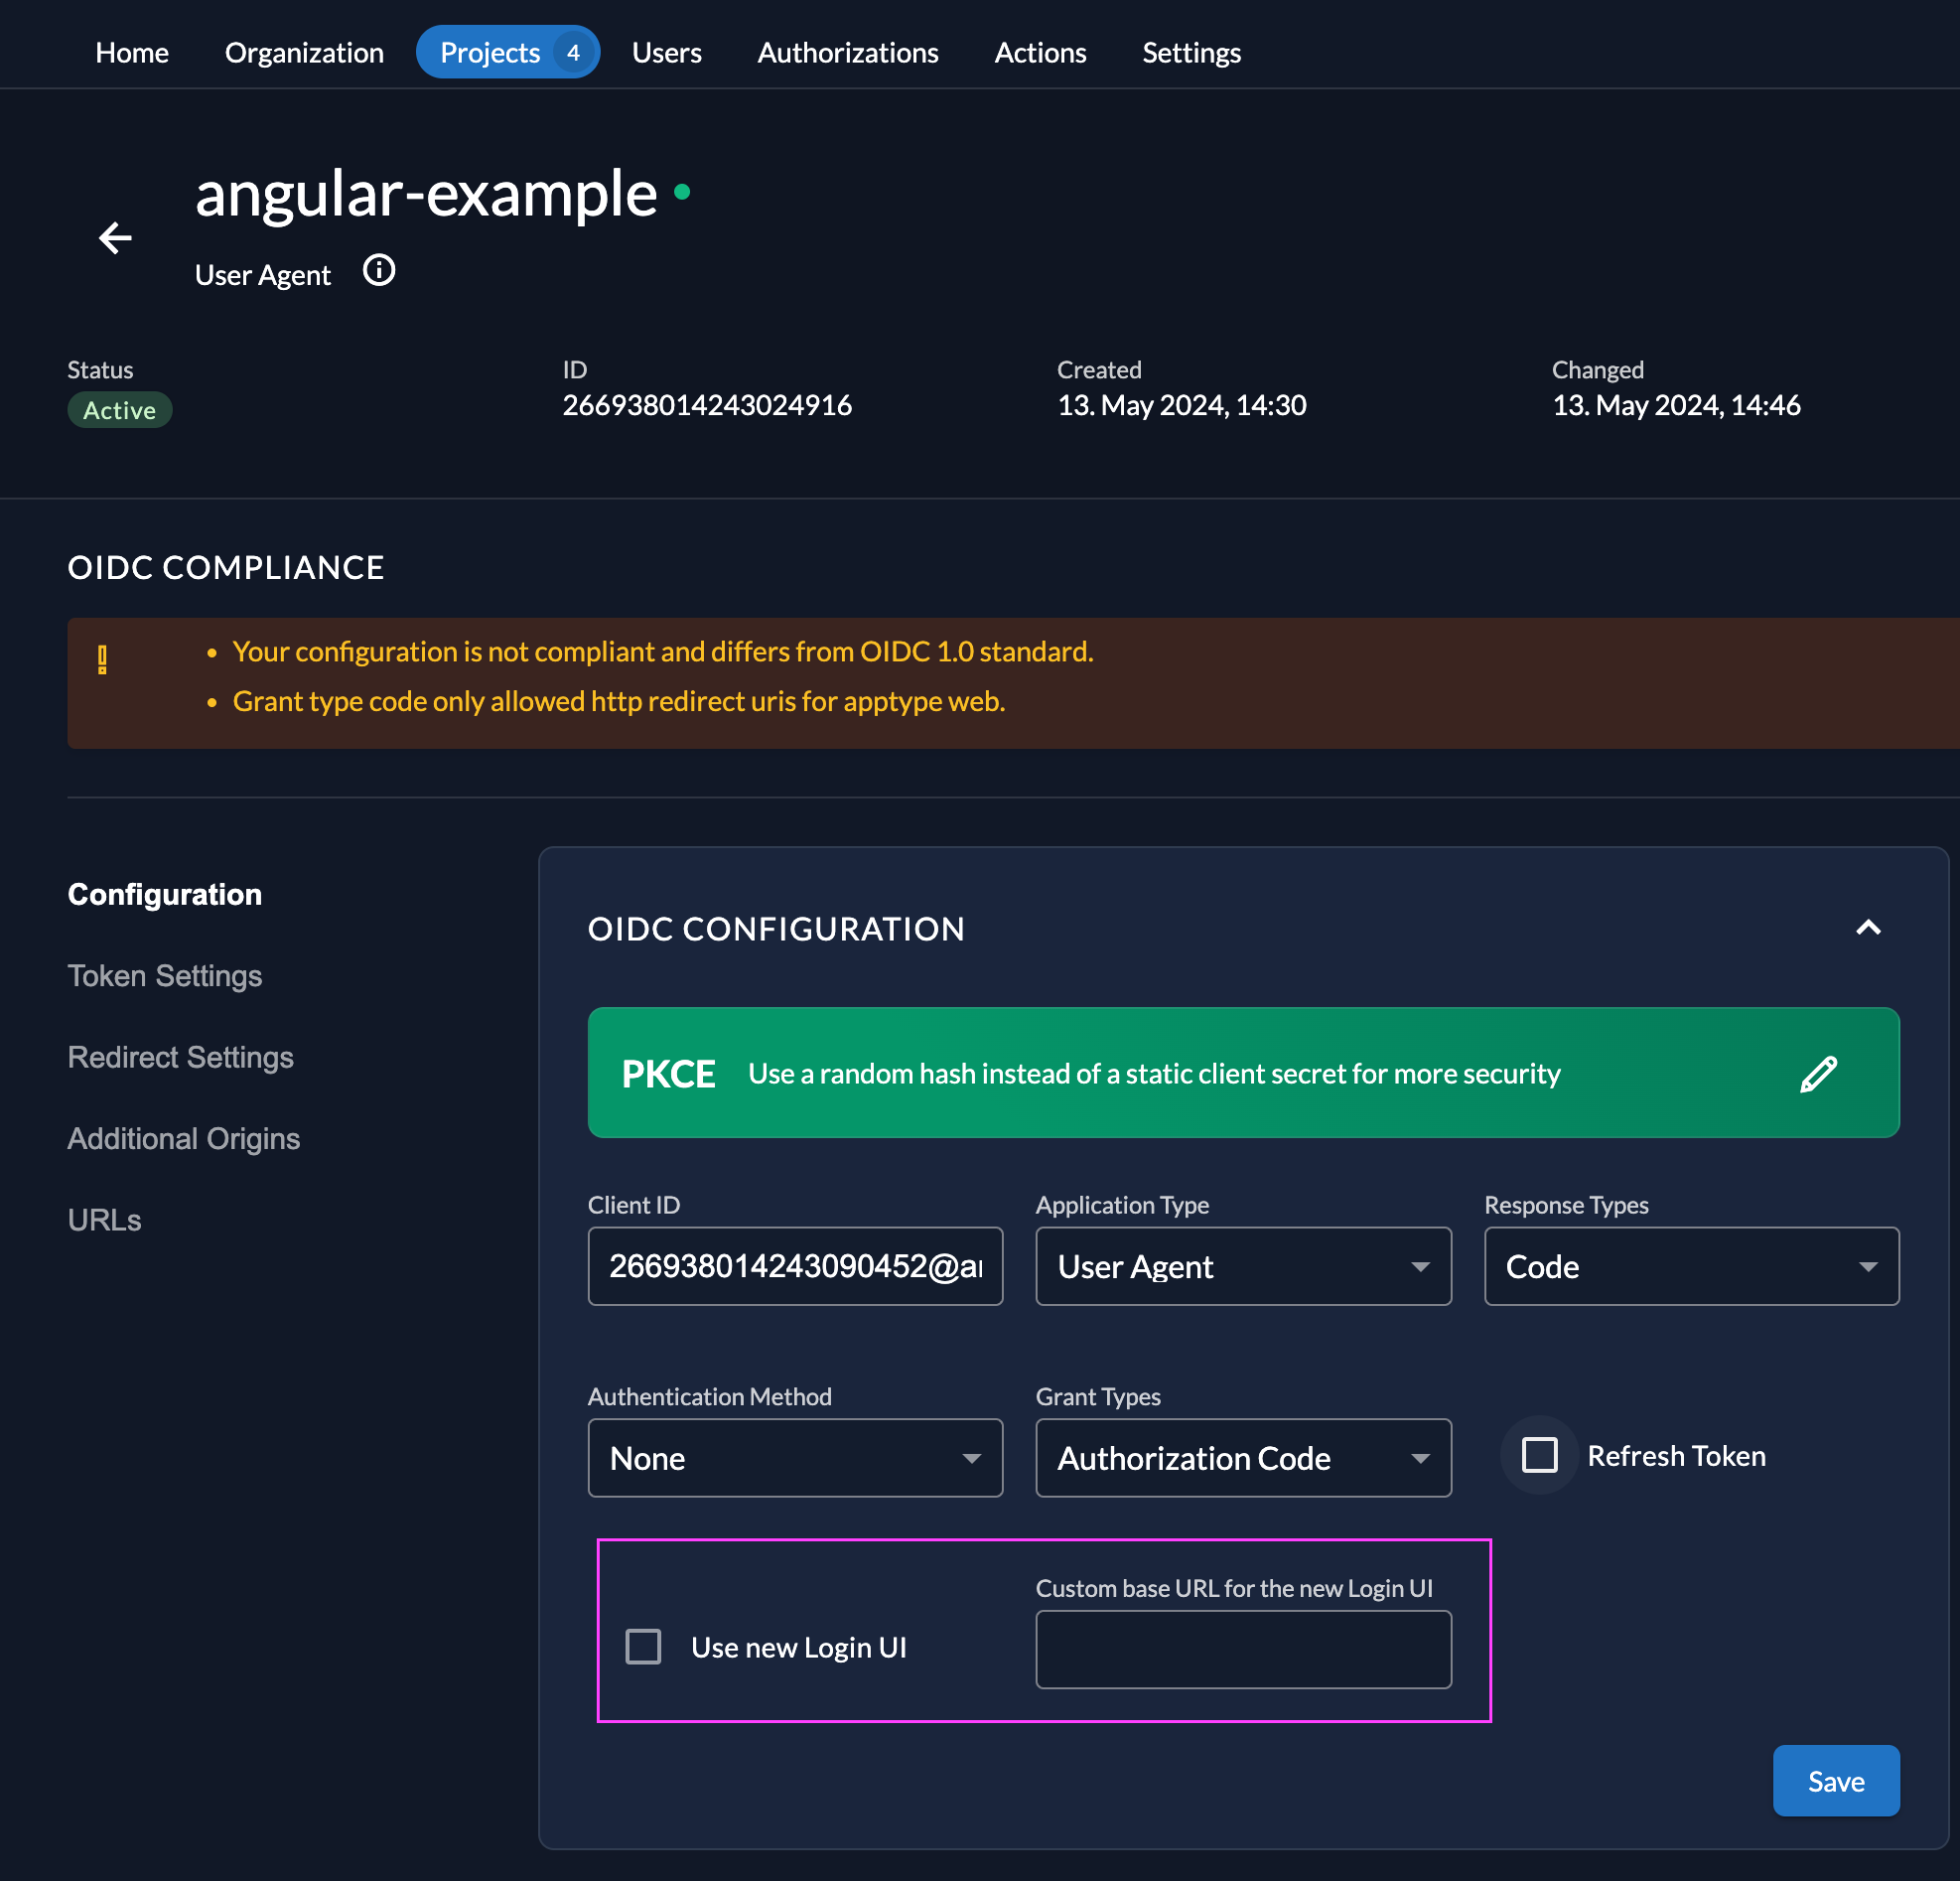 Home Organization Projects 4 Users Authorizations Actions Settings
angular-example
User Agent
Status ID Created Changed
Active 266938014243024916 13. May 2024, 14:30 13. May 2024, 14:46
OIDC COMPLIANCE
Your configuration is not compliant and differs from OIDC 1.0 standard.
Grant type code only allowed http redirect uris for apptype web.
Configuration
Token Settings
Redirect Settings
Additional Origins
URLs
OIDC CONFIGURATION
PKCE Use a random hash instead of a static client secret for more security
Client ID Application Type Response Types
266938014243090452@a User Agent Code
Authentication Method Grant Types
None Authorization Code Refresh Token
Custom base URL for the new Login UI
Use new Login UI
Save